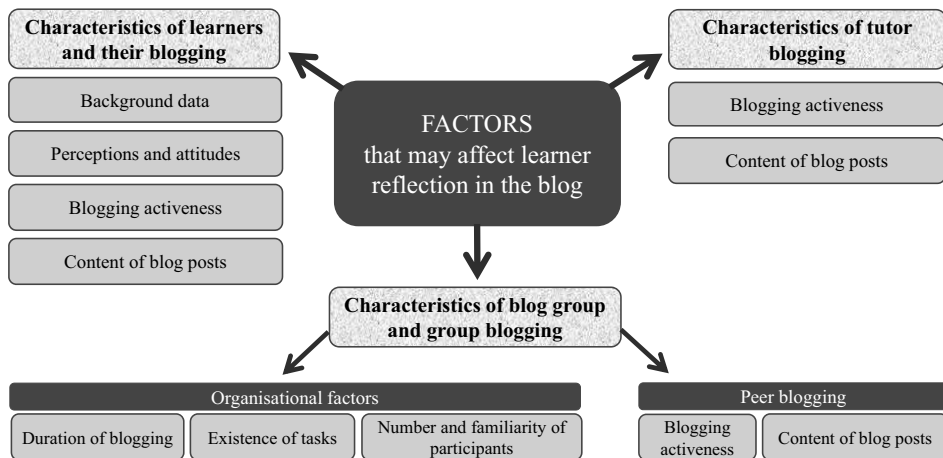 Characteristics of learners
and their blogging
Background data
Perceptions and attitudes
Blogging activeness
Content of blog posts
FACTORS
that may affect learner
reflection in the blog
Characteristics of tutor
blogging
Blogging activeness
Content of blog posts
Characteristics of blog group
and group blogging
Organisational factors
Duration of blogging
Existence of tasks
Number and familiarity of
participants
Peer blogging
Blogging
activeness
Content of blog posts